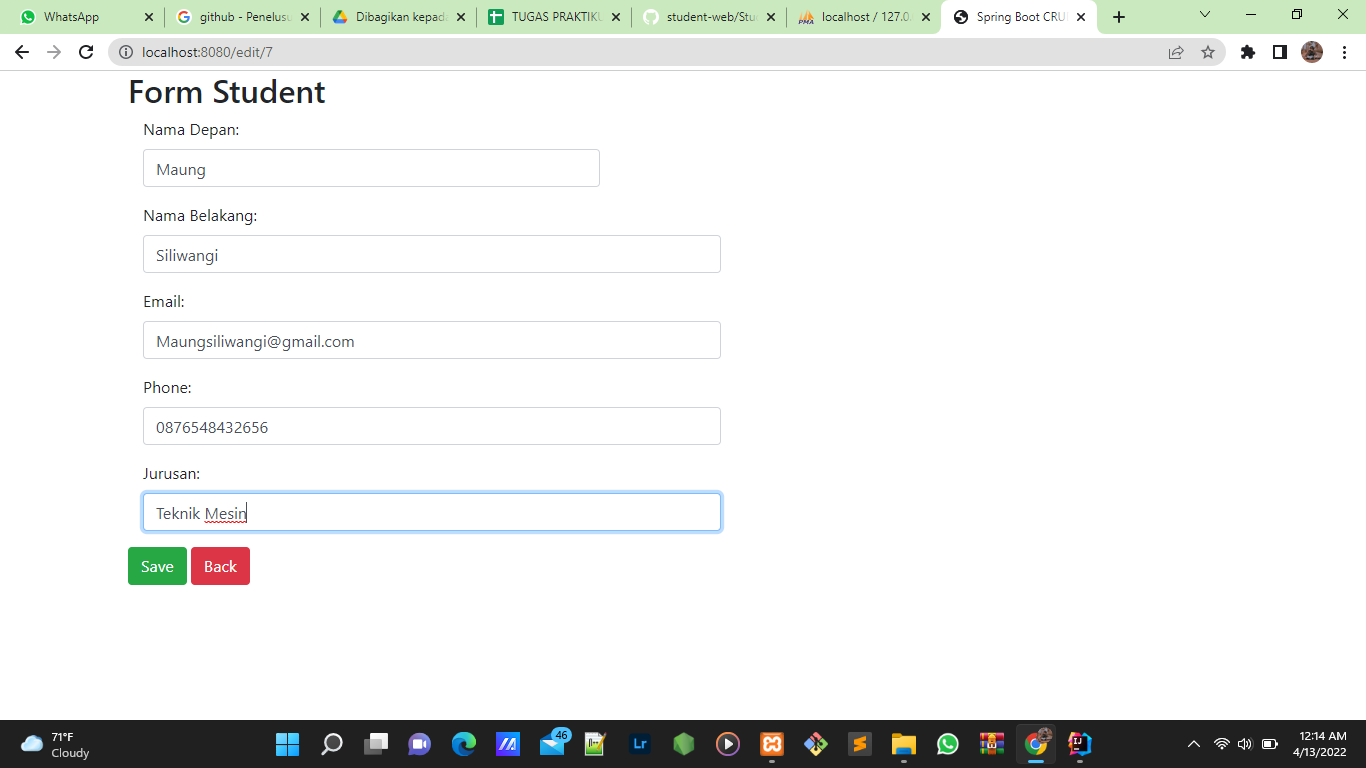 WhatsApp
github - Penelusu
Dibagikan kepad
TUGAS PRAKTIKU
student-web/Stu
localhost / 127.0.
Spring Boot CRU
localhost:8080/edit/7
Form Student
Nama Depan:
Maung
Nama Belakang:
Siliwangi
Email:
Maungsiliwangi@gmail.com
Phone:
0876548432656
Jurusan:
Teknik Mesin
Save Back
71°F
Cloudy
46
Lr
12:14 AM
4/13/2022